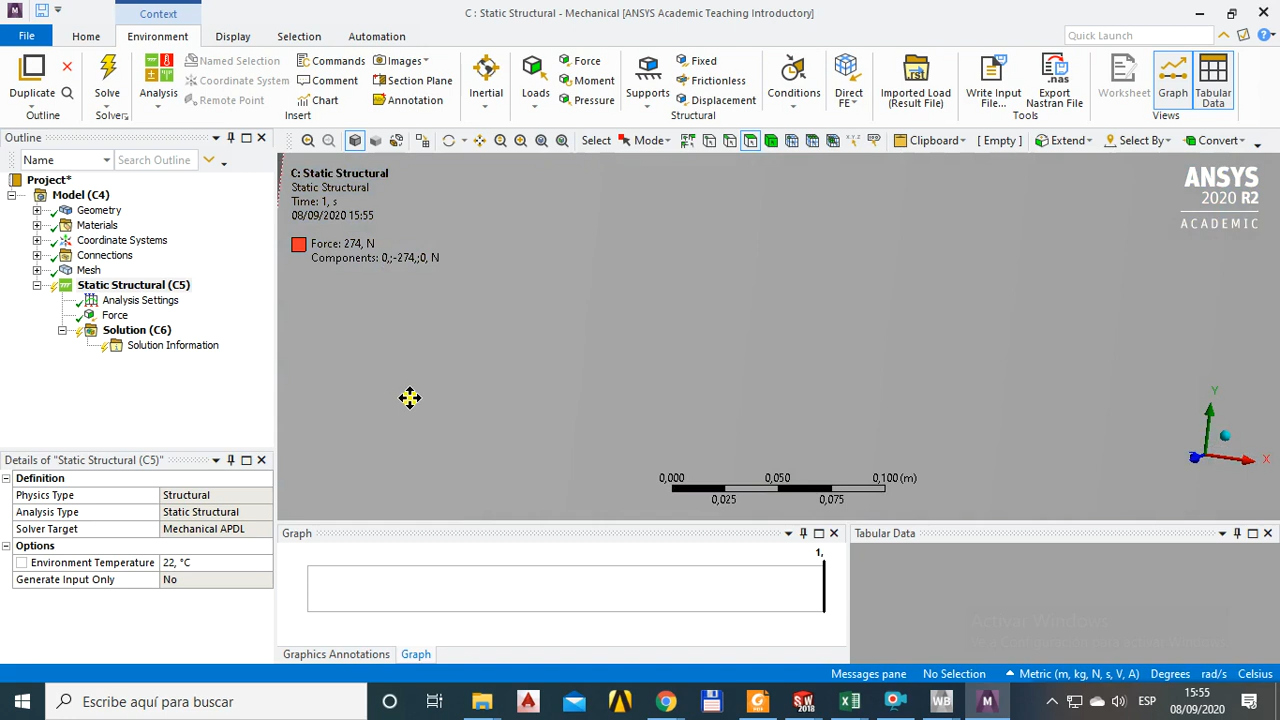 Context
C : Static Structural - Mechanical [ANSYS Academic Teaching Introductory]
File
Home
Environment
Display
Selection
Automation
Quick Launch
Duplicate
Outline
Solve
Solver
Analysis
Named Selection
Coordinate System
Remote Point
Commands
Comment
Chart
Images
Section Plane
Annotation
Insert
Inertial
Loads
Force
Moment
Pressure
Supports
Fixed
Frictionless
Displacement
Conditions
Direct
FE
Structural
Imported Load
(Result File)
Write Input
File...
.nas
Export
Nastran File
Tools
Worksheet
Graph
Tabular
Data
Views
Outline
Name
Search Outline
Select
Mode
Clipboard
[ Empty ]
Extend
Select By
Convert
Project*
Model (C4)
Geometry
Materials
Coordinate Systems
Connections
Mesh
Static Structural (C5)
Analysis Settings
Force
Solution (C6)
Solution Information
C: Static Structural
Static Structural
Time: 1, s
08/09/2020 15:55
Force: 274, N
Components: 0,;-274,;0, N
ANSYS
2020 R2
ACADEMIC
0,000
0,050
0,100 (m)
0,025
0,075
Y
X
Details of "Static Structural (C5)"
Definition
Physics Type Structural
Analysis Type Static Structural
Solver Target Mechanical APDL
Options
Environment Temperature 22, °C
Generate Input Only No
Graph
1,
Graphics Annotations
Graph
Tabular Data
Activar Windows
Messages pane
No Selection
Metric (m, kg, N, s, V, A)
Degrees
rad/s
Celsius
Escribe aquí para buscar
SW
2018
WB
M
ESP
15:55
08/09/2020